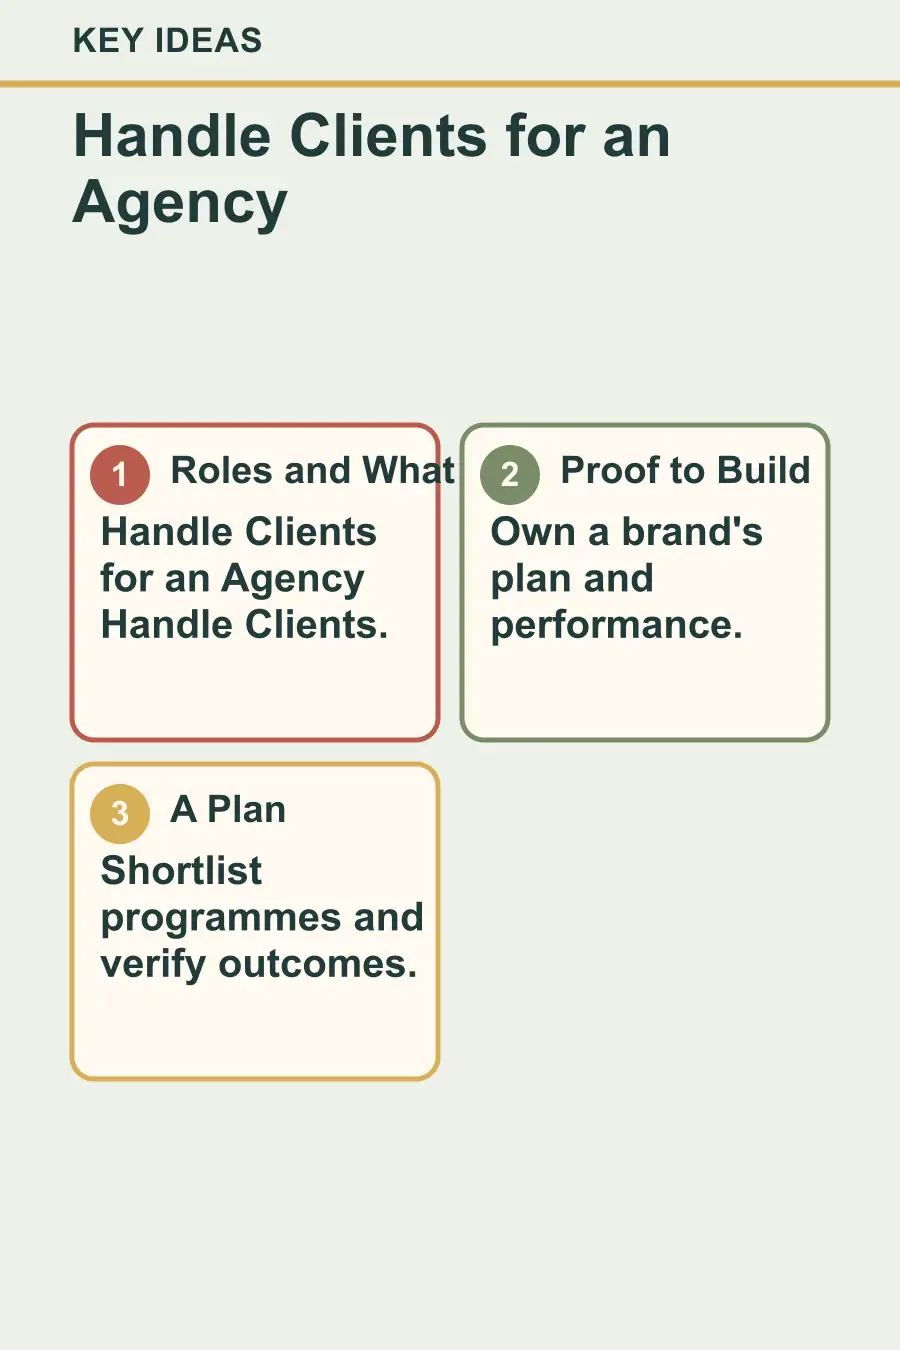 KEY IDEAS
Handle Clients for an
Agency
1 Roles and What
Handle Clients
for an Agency
Handle Clients.
2 Proof to Build
Own a brand's
plan and
performance.
3 A Plan
Shortlist
programmes and
verify outcomes.